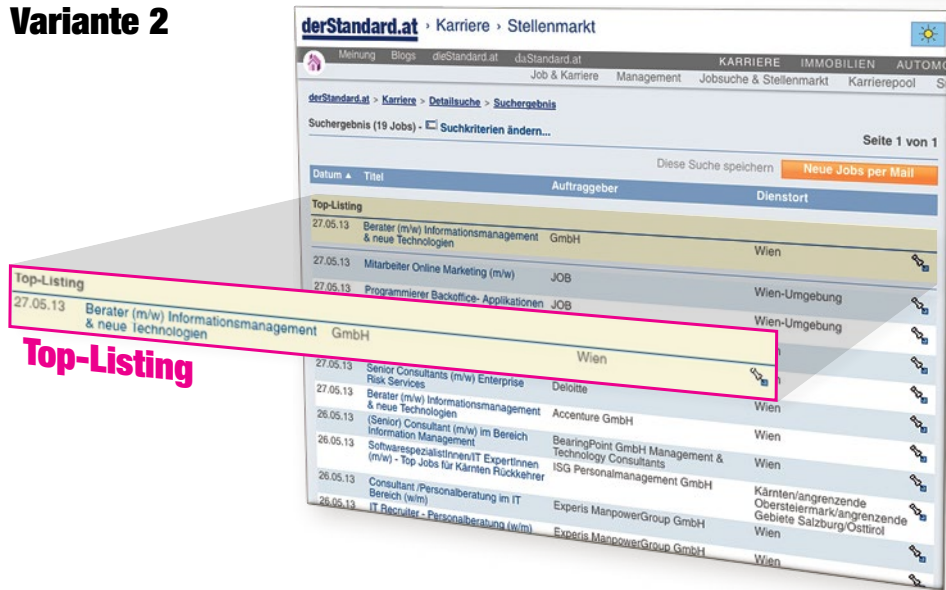 Variante 2
derStandard.at › Karriere › Stellenmarkt
Meinung Blogs dieStandard.at daStandard.at KARRIERE IMMOBILIEN AUTOMO
Job & Karriere Management Jobsuche & Stellenmarkt Karrierepool S
derStandard.at > Karriere > Detailsuche > Suchergebnis
Suchergebnis (19 Jobs) - Suchkriterien ändern...
Seite 1 von 1
Diese Suche speichern Neue Jobs per Mail
Datum ▲ Titel Auftraggeber Dienstort
Top-Listing
27.05.13 Berater (m/w) Informationsmanagement GmbH Wien
& neue Technologien
27.05.13 Mitarbeiter Online Marketing (m/w) JOB Wien-Umgebung
27.05.13 Programmierer Backoffice- Applikationen JOB Wien-Umgebung
Top-Listing
27.05.13 Berater (m/w) Informationsmanagement GmbH Wien
& neue Technologien
Top-Listing
27.05.13 Senior Consultants (m/w) Enterprise Deloitte Wien
Risk Services
27.05.13 Berater (m/w) Informationsmanagement Accenture GmbH Wien
& neue Technologien
26.05.13 (Senior) Consultant (m/w) im Bereich BearingPoint GmbH Management & Wien
Information Management Technology Consultants
26.05.13 SoftwarespezialistInnen/IT ExpertInnen ISG Personalmanagement GmbH Kärnten/angrenzende
(m/w) - Top Jobs für Kärnten Rückkehrer Obersteiermark/angrenzende
Gebiete Salzburg/Osttirol
26.05.13 Consultant /Personalberatung im IT Experis ManpowerGroup GmbH Wien
Bereich (w/m)
26.05.13 IT Recruiter - Personalberatung (w/m) Experis ManpowerGroup GmbH Wien